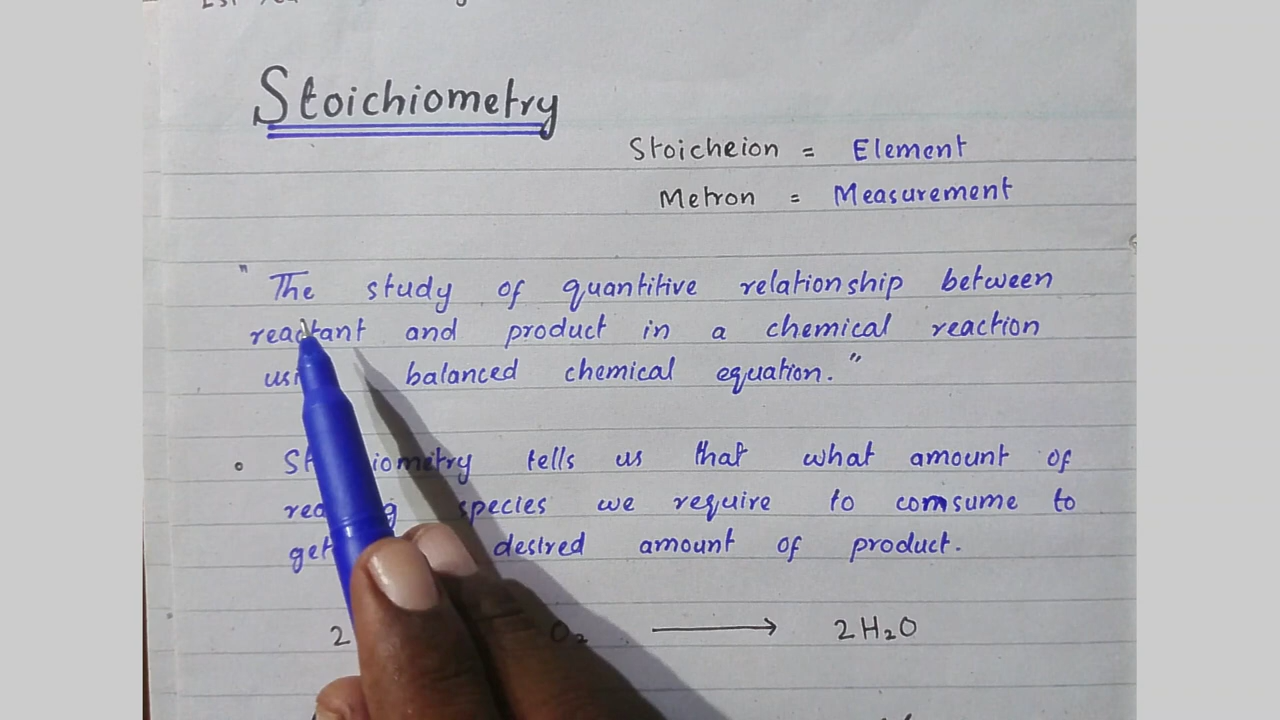 Stoichiometry
Stoicheion = Element
Metron = Measurement
" The study of quantitive relationship between
reactant and product in a chemical reaction
balanced chemical equation. "
• tells us that what amount of
species we require to comsume to
get desired amount of product.
2 O₂ ⟶ 2H₂O